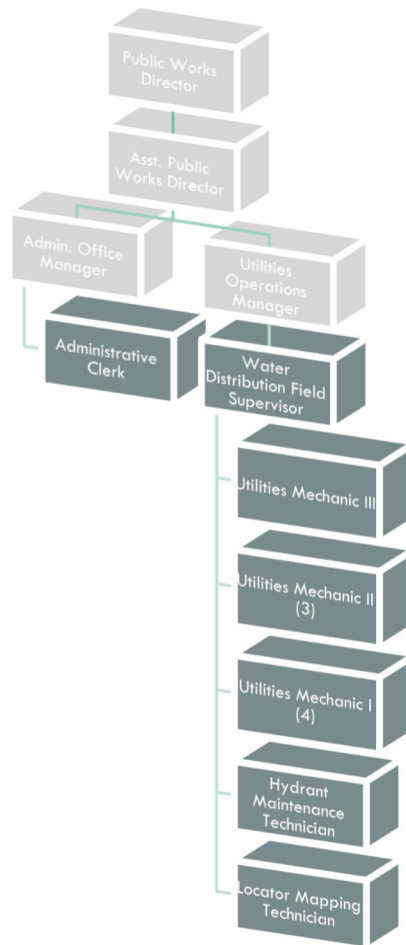 Public Works
Director
Asst. Public
Works Director
Admin. Office
Manager
Utilities
Operations
Manager
Administrative
Clerk
Water
Distribution Field
Supervisor
Utilities Mechanic III
Utilities Mechanic II
(3)
Utilities Mechanic I
(4)
Hydrant
Maintenance
Technician
Locator Mapping
Technician